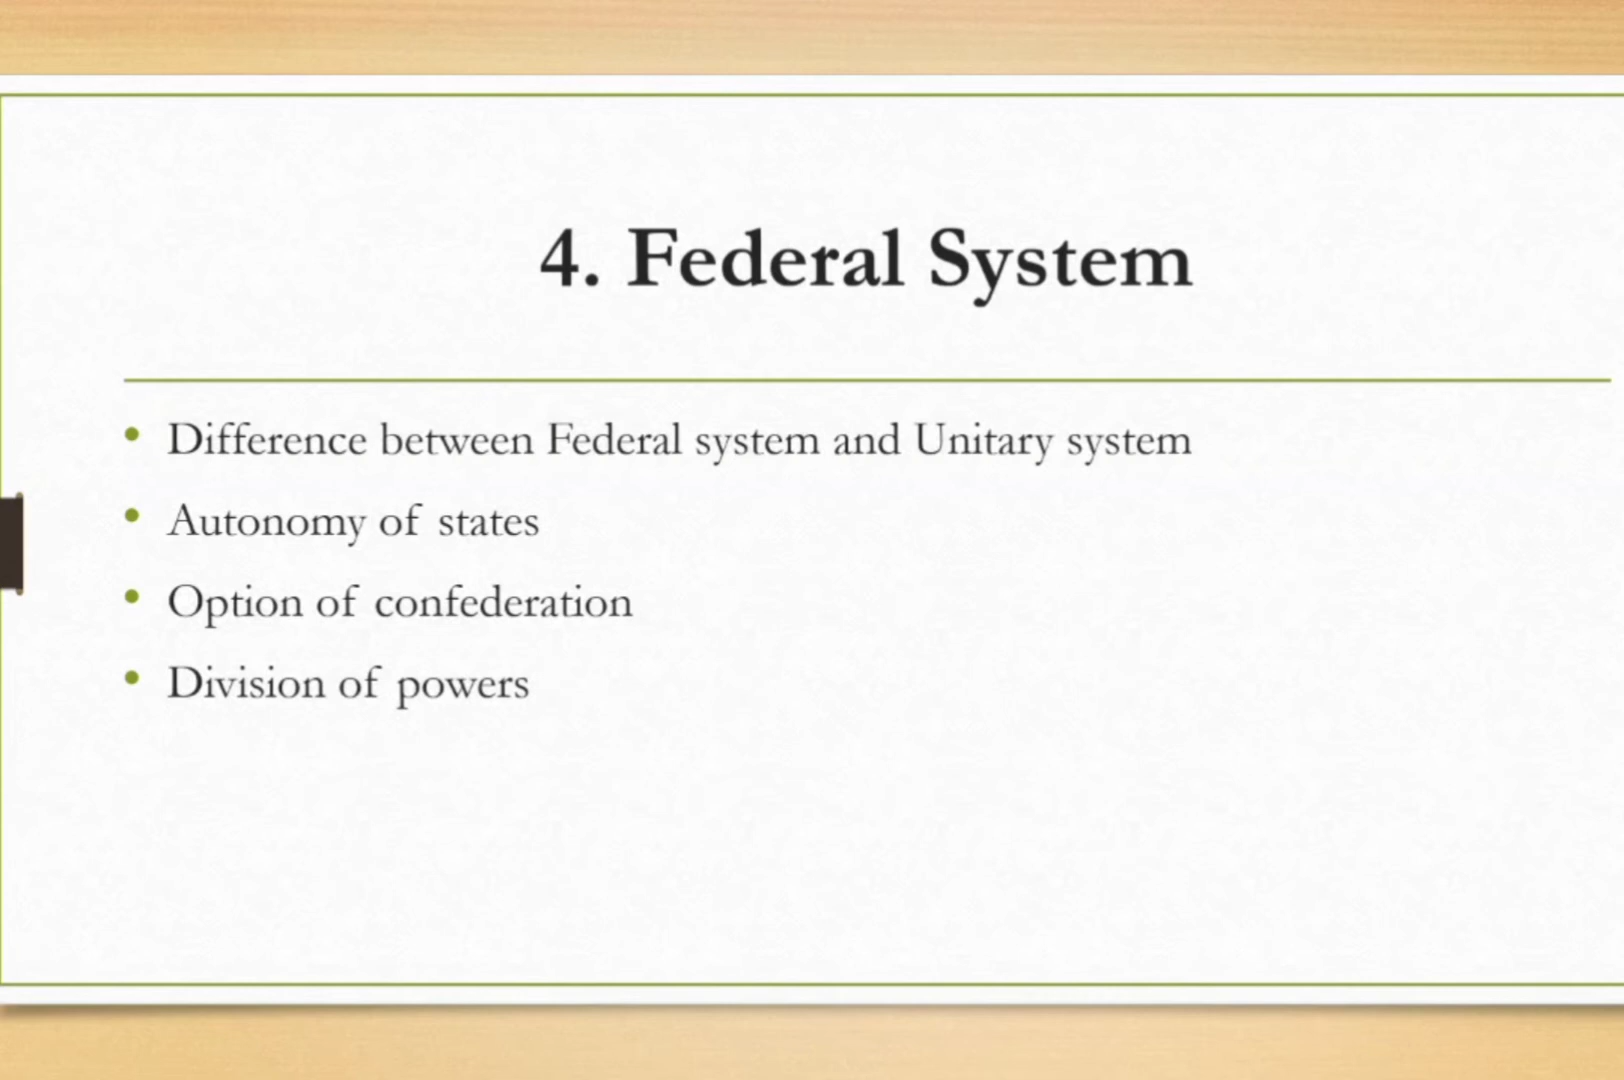 4. Federal System
• Difference between Federal system and Unitary system
• Autonomy of states
• Option of confederation
• Division of powers